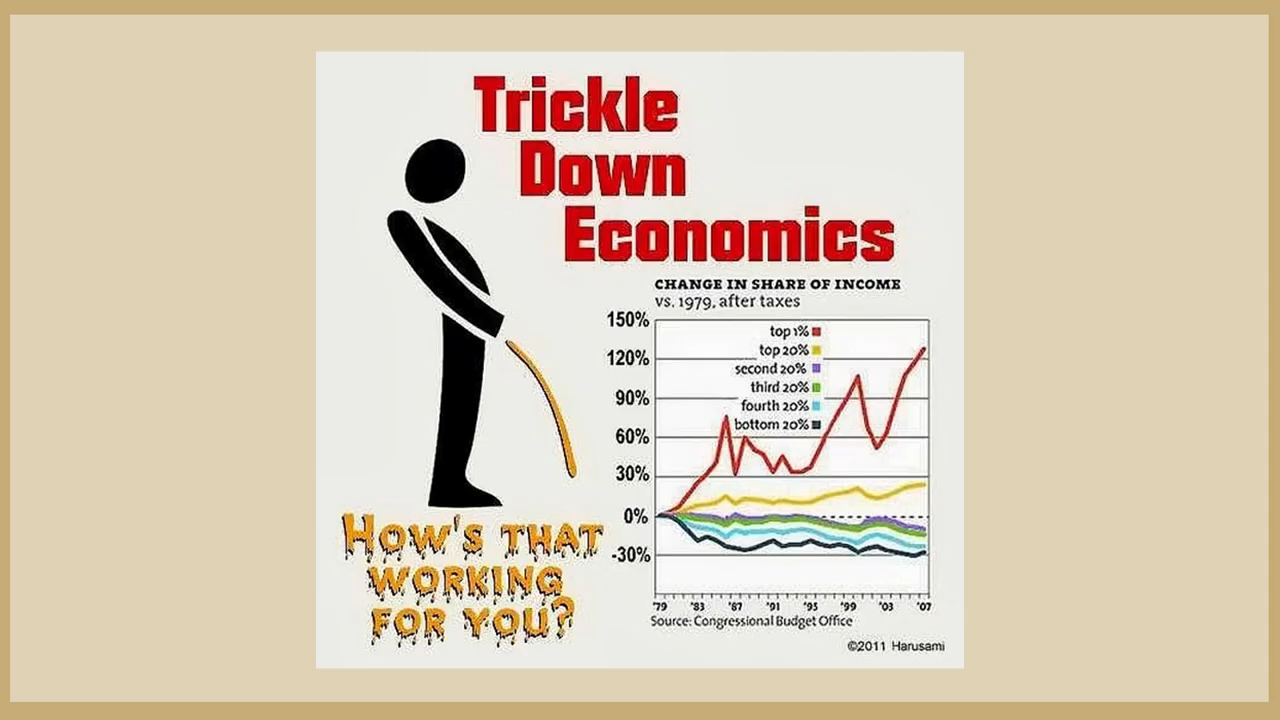 Trickle
Down
Economics
CHANGE IN SHARE OF INCOME
vs. 1979, after taxes
150%
120%
90%
60%
30%
0%
-30%
top 1%
top 20%
second 20%
third 20%
fourth 20%
bottom 20%
'79 '83 '87 '91 '95 '99 '03 '07
Source: Congressional Budget Office
HOW'S THAT
WORKING
FOR YOU?
©2011 Harusami